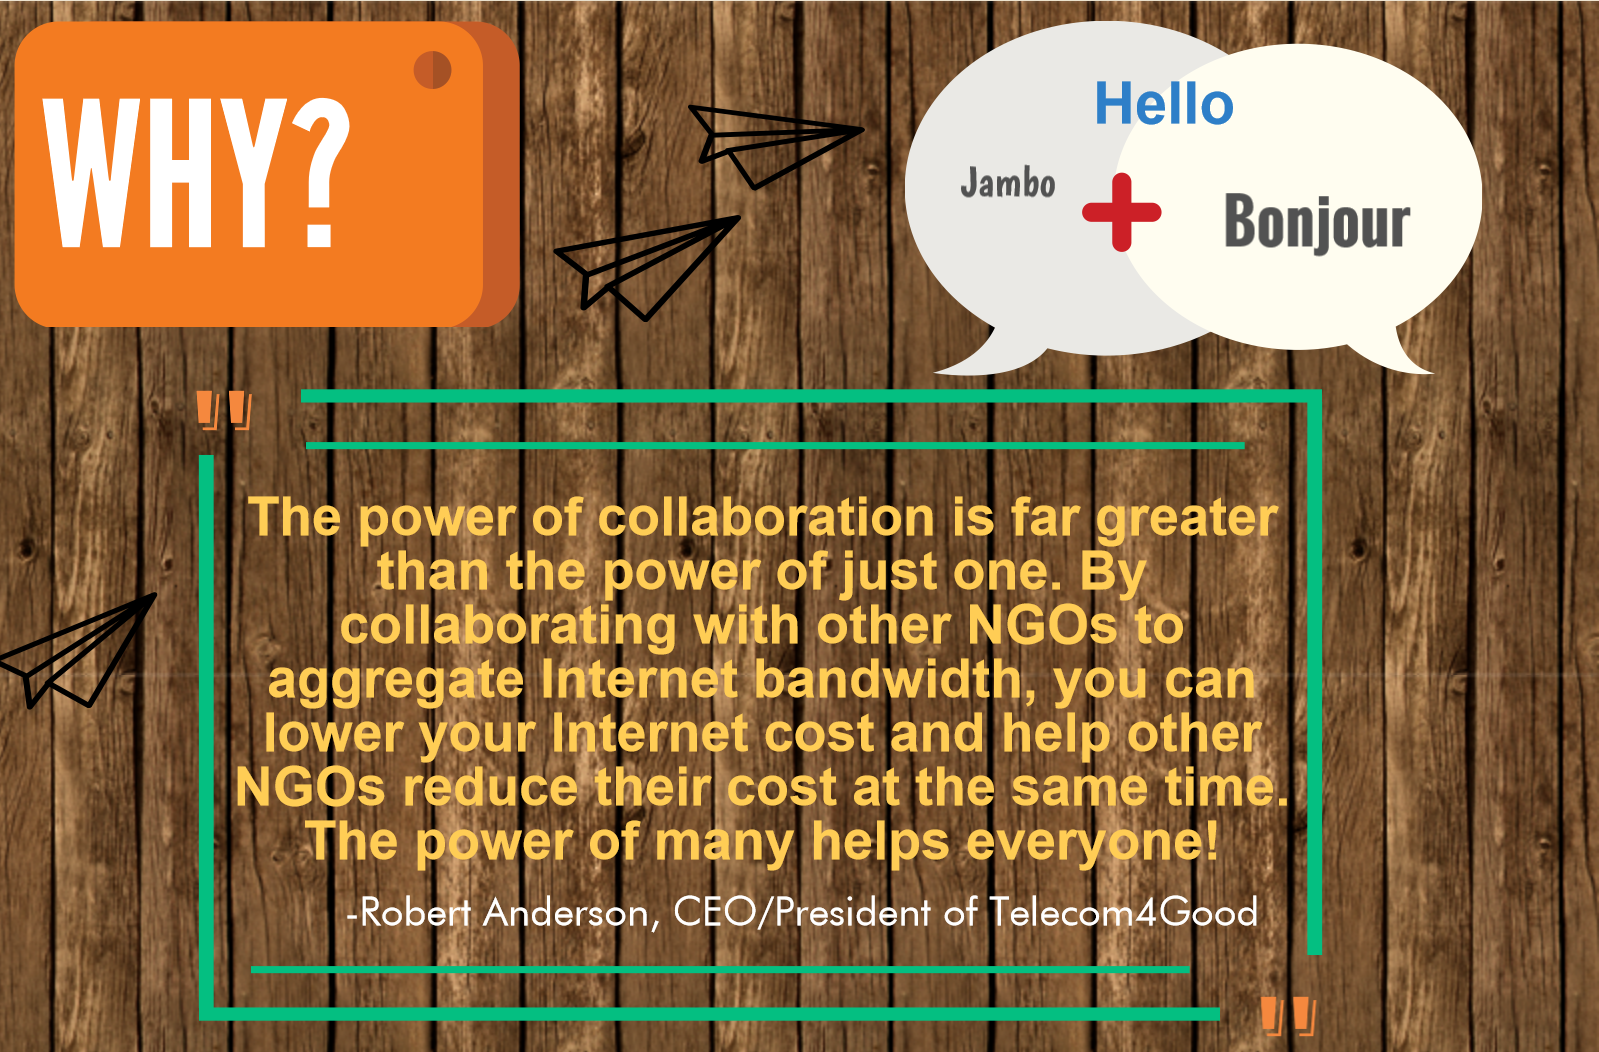 WHY?
Hello
Jambo
Bonjour
"
The power of collaboration is far greater
than the power of just one. By
collaborating with other NGOs to
aggregate Internet bandwidth, you can
lower your Internet cost and help other
NGOs reduce their cost at the same time.
The power of many helps everyone!
-Robert Anderson, CEO/President of Telecom4Good
"